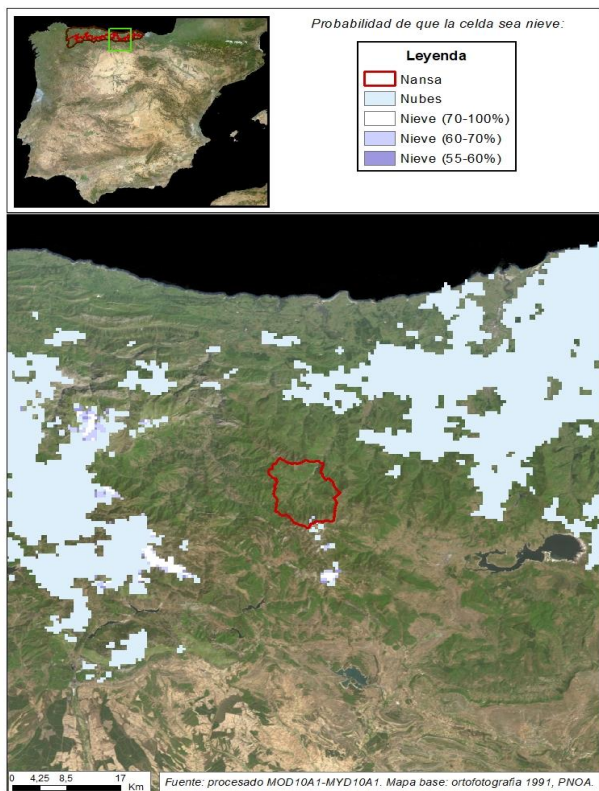 Probabilidad de que la celda sea nieve:
Leyenda
Nansa
Nubes
Nieve (70-100%)
Nieve (60-70%)
Nieve (55-60%)
0 4,25 8,5 17
Km
Fuente: procesado MOD10A1-MYD10A1. Mapa base: ortofotografía 1991, PNOA.